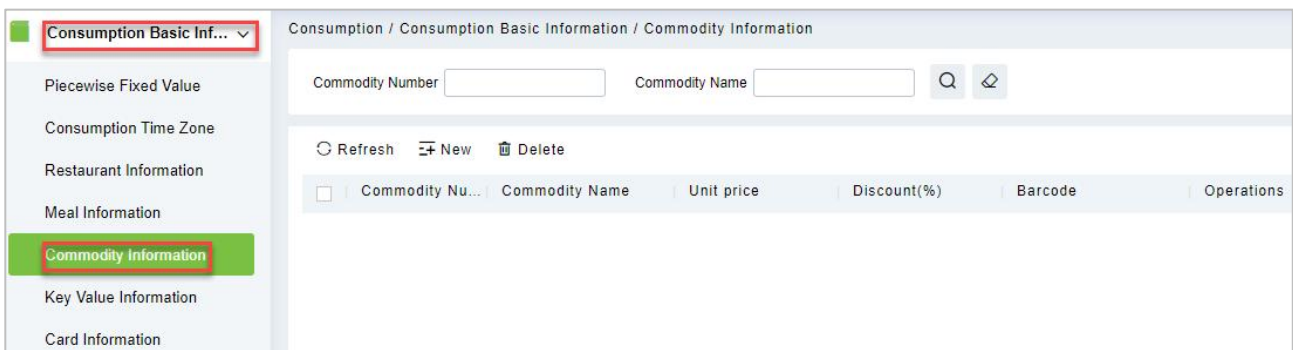 Consumption Basic Inf...
Piecewise Fixed Value
Consumption Time Zone
Restaurant Information
Meal Information
Commodity Information
Key Value Information
Card Information
Consumption / Consumption Basic Information / Commodity Information
Commodity Number Commodity Name
Refresh New Delete
Commodity Nu... Commodity Name Unit price Discount(%) Barcode Operations